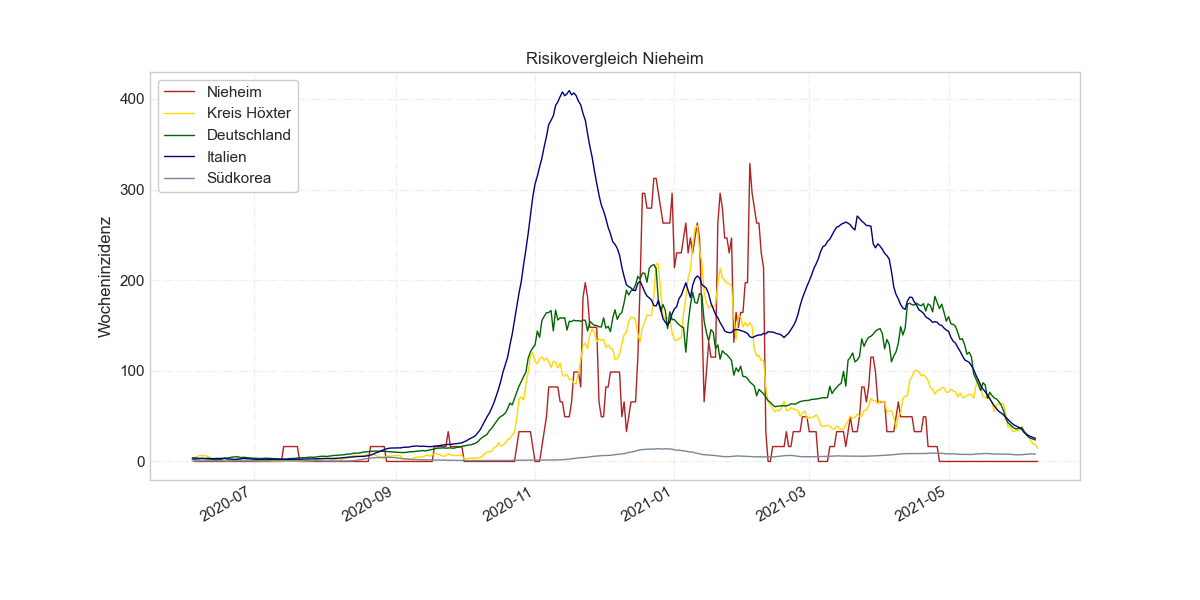 Risikovergleich Nieheim
Nieheim
Kreis Höxter
Deutschland
Italien
Südkorea
Wocheninzidenz
400
300
200
100
0
2020-07
2020-09
2020-11
2021-01
2021-03
2021-05